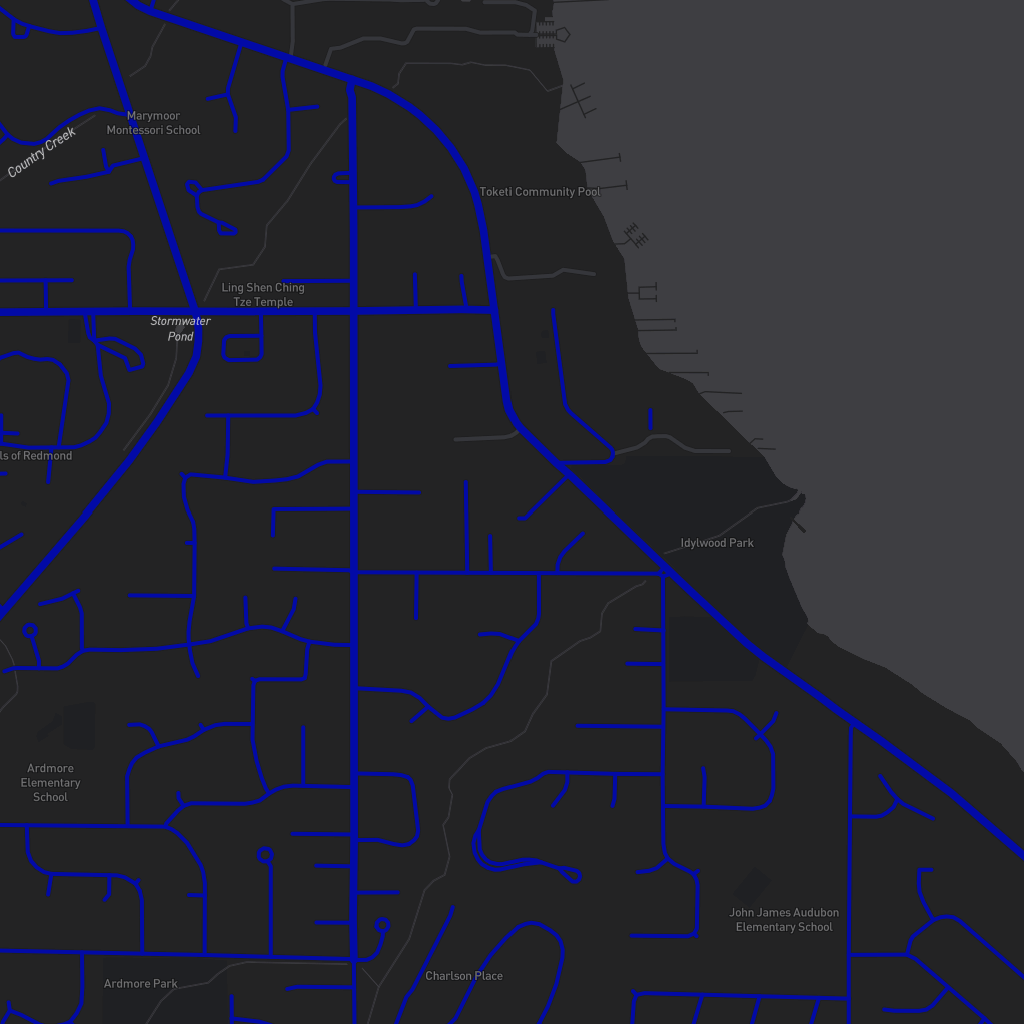 Marymoor
Montessori School
Country Creek
Toketi Community Pool
Ling Shen Ching
Tze Temple
Stormwater
Pond
ls of Redmond
Idylwood Park
Ardmore
Elementary
School
John James Audubon
Elementary School
Charlson Place
Ardmore Park